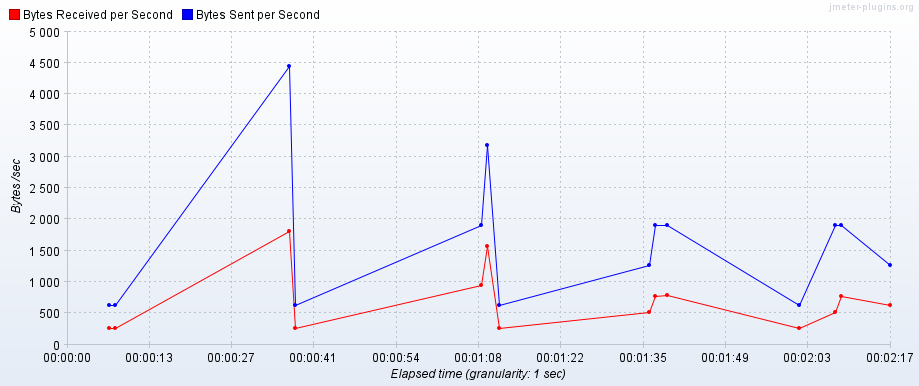 jmeter-plugins.org
Bytes Received per Second Bytes Sent per Second
5 000
4 500
4 000
3 500
3 000
2 500
2 000
1 500
1 000
500
0
Bytes /sec
00:00:00 00:00:13 00:00:27 00:00:41 00:00:54 00:01:08 00:01:22 00:01:35 00:01:49 00:02:03 00:02:17
Elapsed time (granularity: 1 sec)